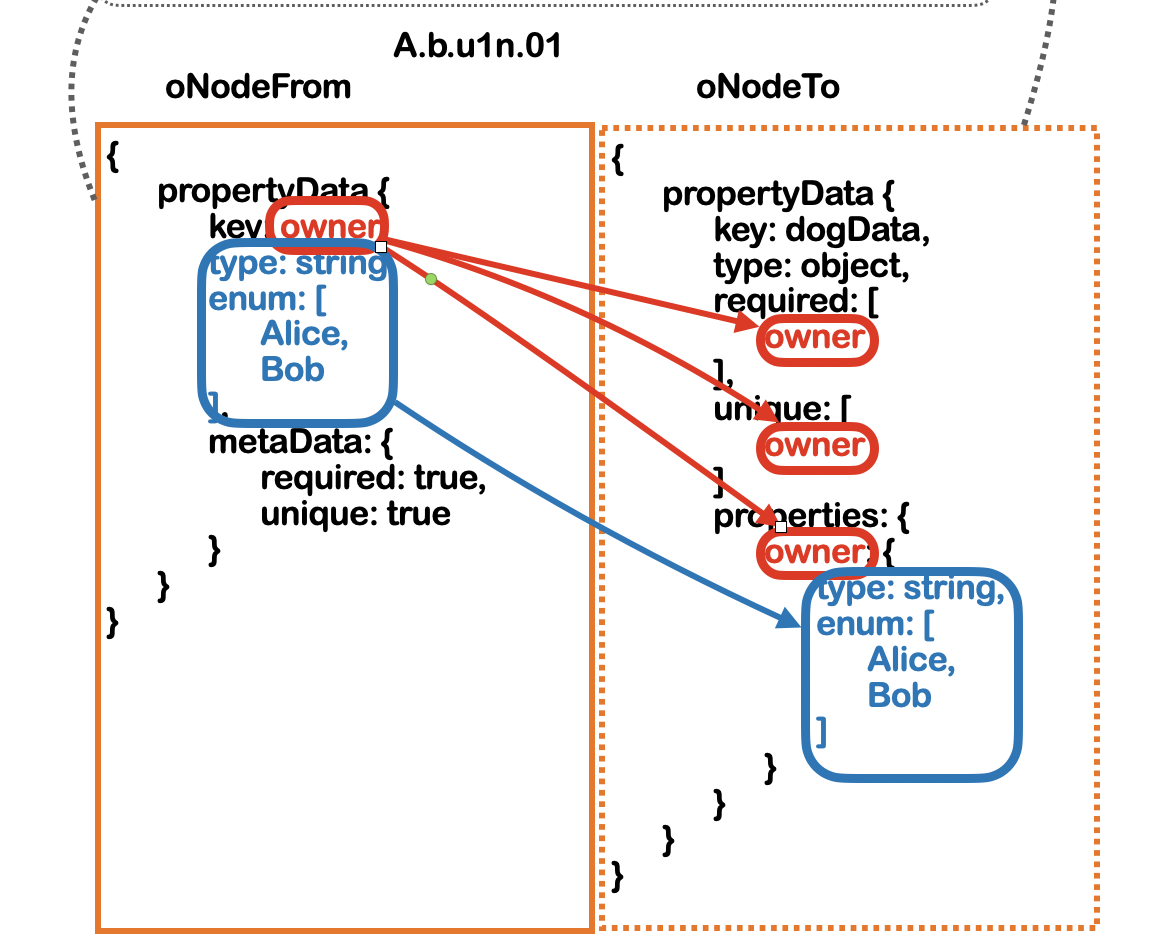 A.b.u1n.01
oNodeFrom
oNodeTo
{
propertyData {
key: owner
type: string
enum: [
Alice,
Bob
],
metaData: {
required: true,
unique: true
}
}
}
{
propertyData {
key: dogData,
type: object,
required: [
owner
],
unique: [
owner
]
properties: {
owner: {
type: string,
enum: [
Alice,
Bob
]
}
}
}
}